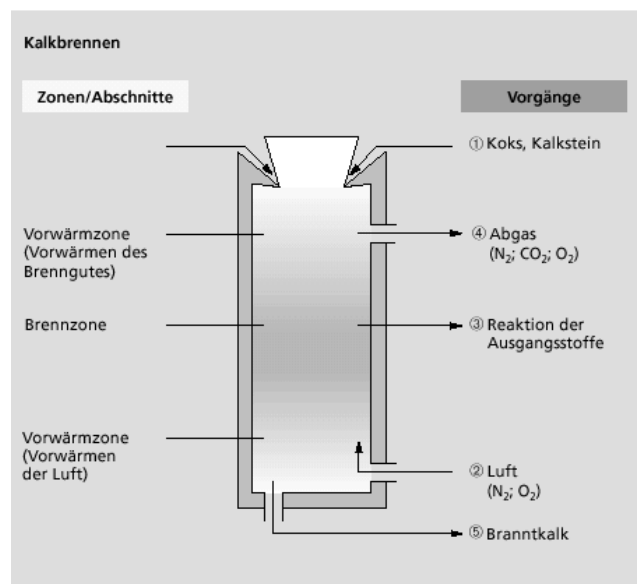 Kalkbrennen
Zonen/Abschnitte
Vorgänge
① Koks, Kalkstein
Vorwärmzone
(Vorwärmen des
Brenngutes)
④ Abgas
(N₂; CO₂; O₂)
Brennzone
③ Reaktion der
Ausgangsstoffe
Vorwärmzone
(Vorwärmen
der Luft)
② Luft
(N₂; O₂)
⑤ Branntkalk